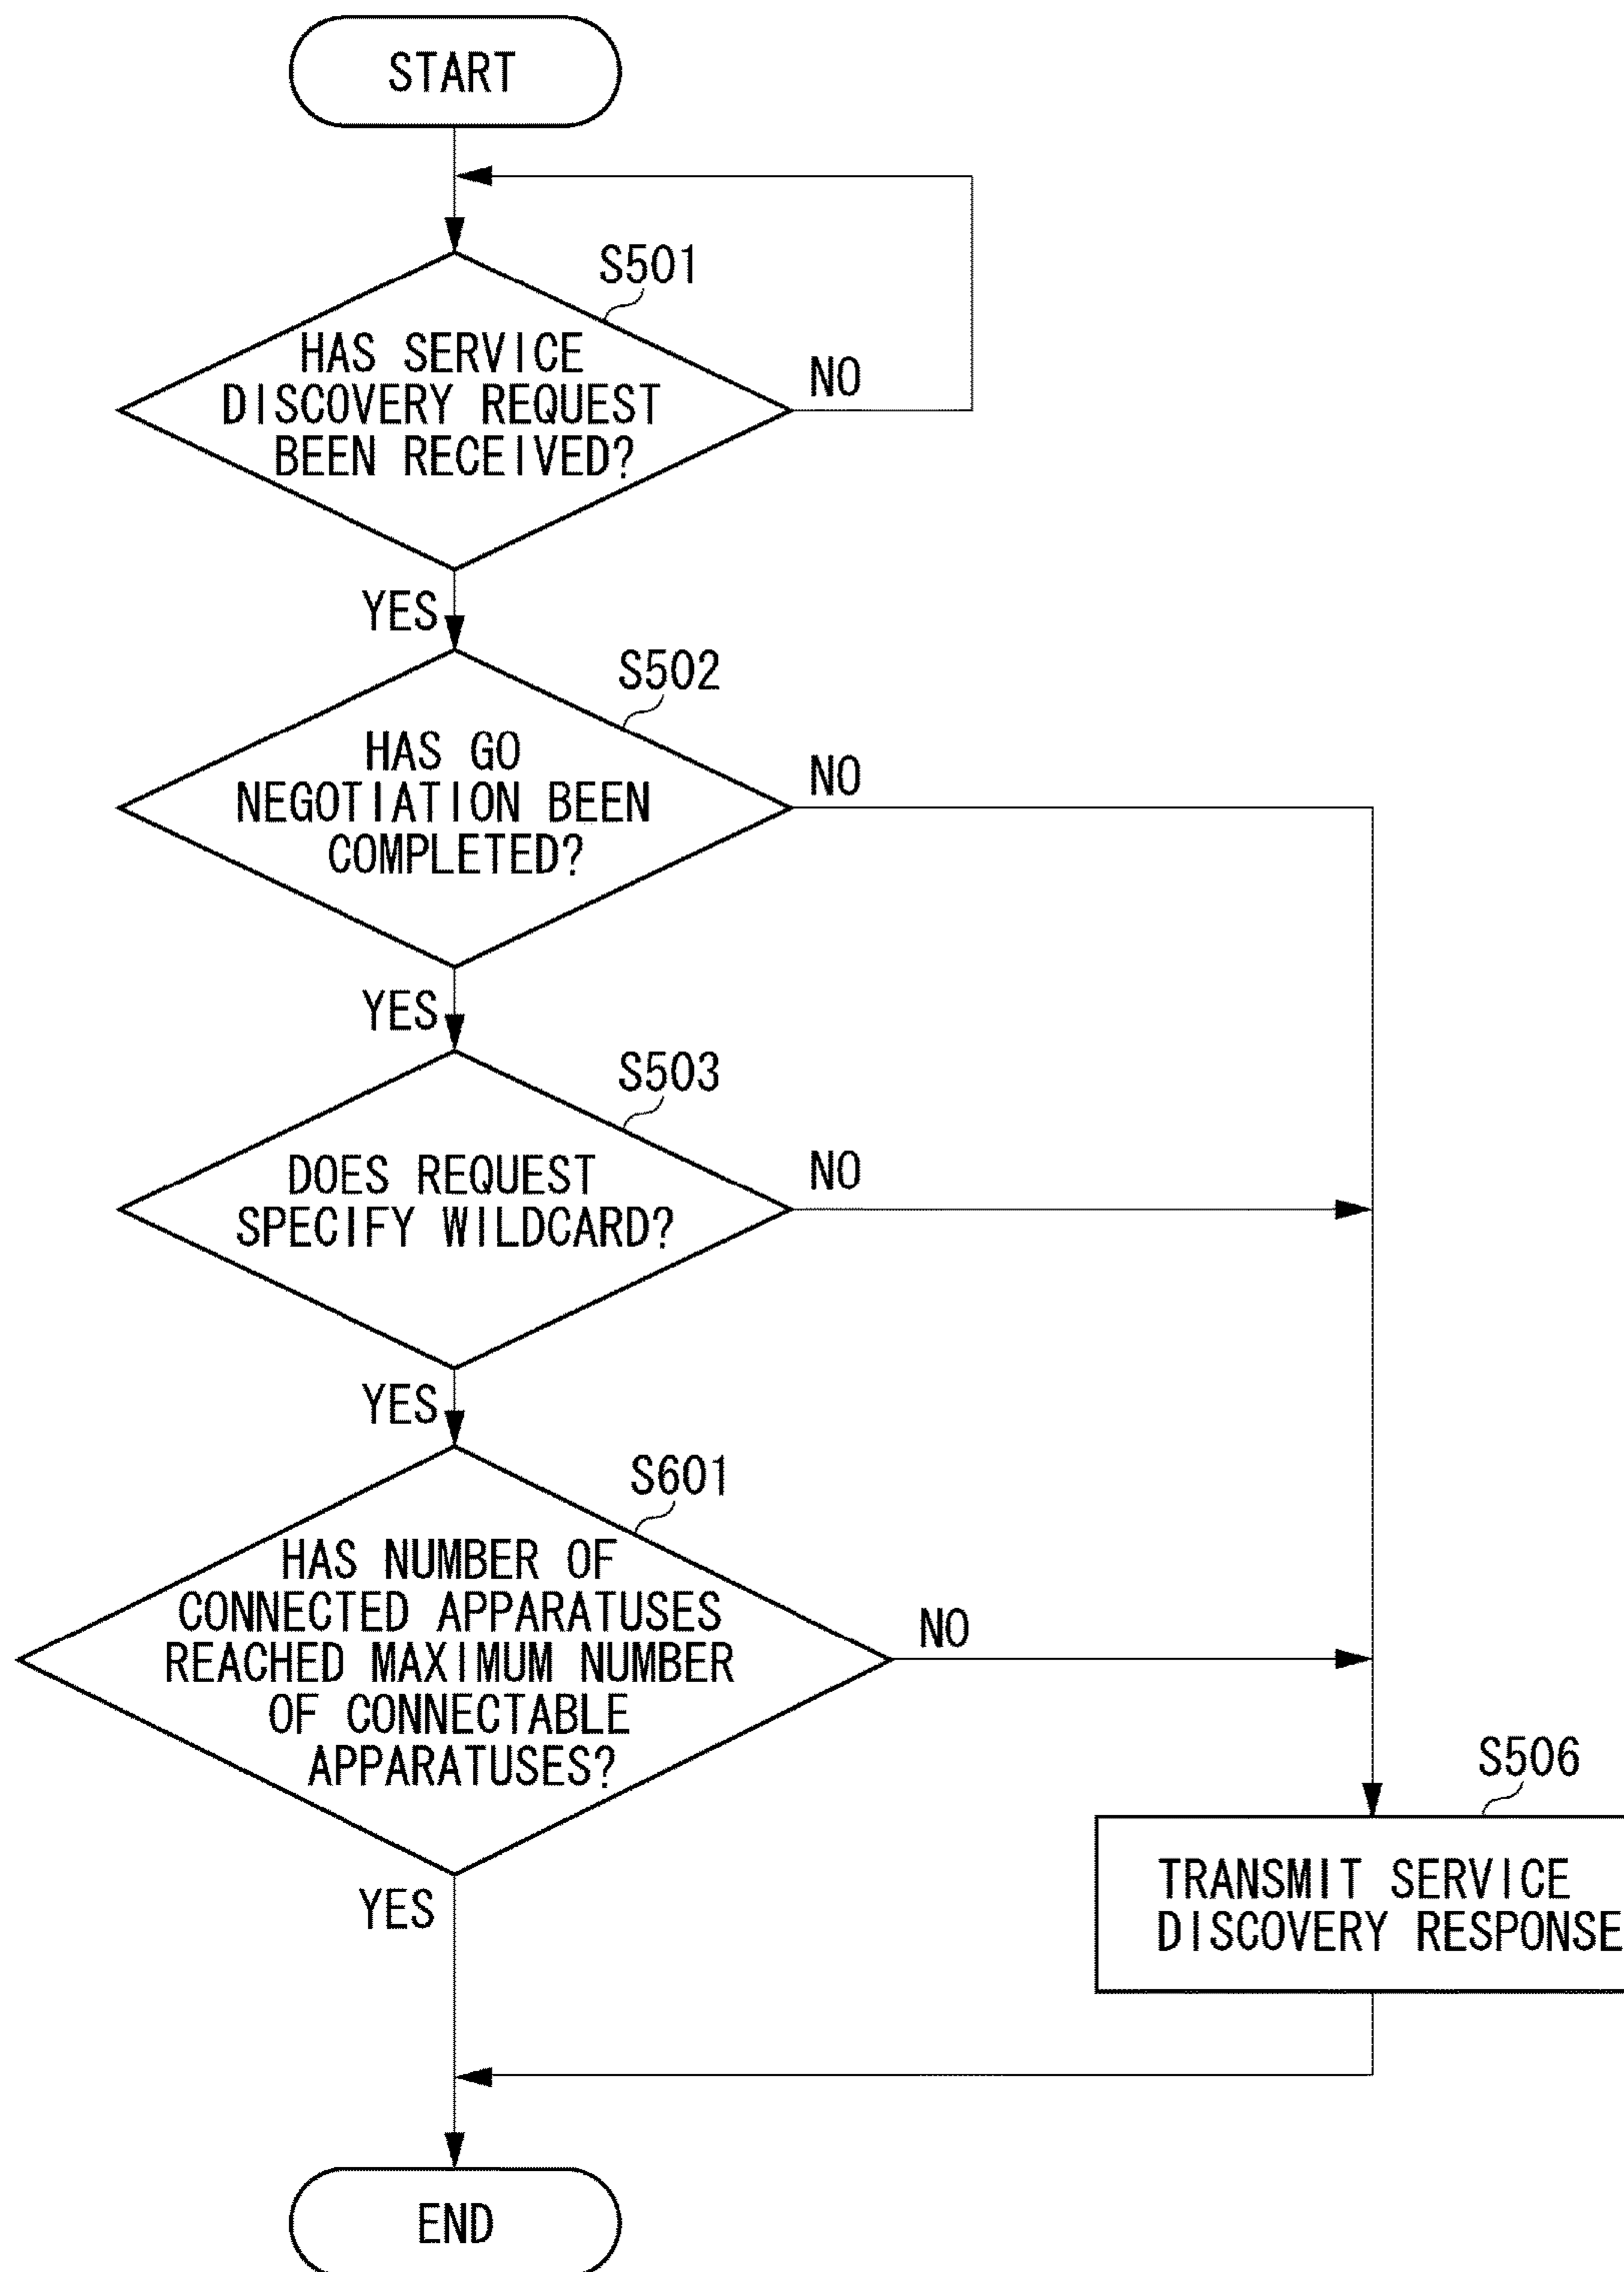 START
S501
HAS SERVICE
DISCOVERY REQUEST
BEEN RECEIVED?
NO
YES
S502
HAS GO
NEGOTIATION BEEN
COMPLETED?
NO
YES
S503
DOES REQUEST
SPECIFY WILDCARD?
NO
YES
S601
HAS NUMBER OF
CONNECTED APPARATUSES
REACHED MAXIMUM NUMBER
OF CONNECTABLE
APPARATUSES?
NO
YES
S506
TRANSMIT SERVICE
DISCOVERY RESPONSE
END